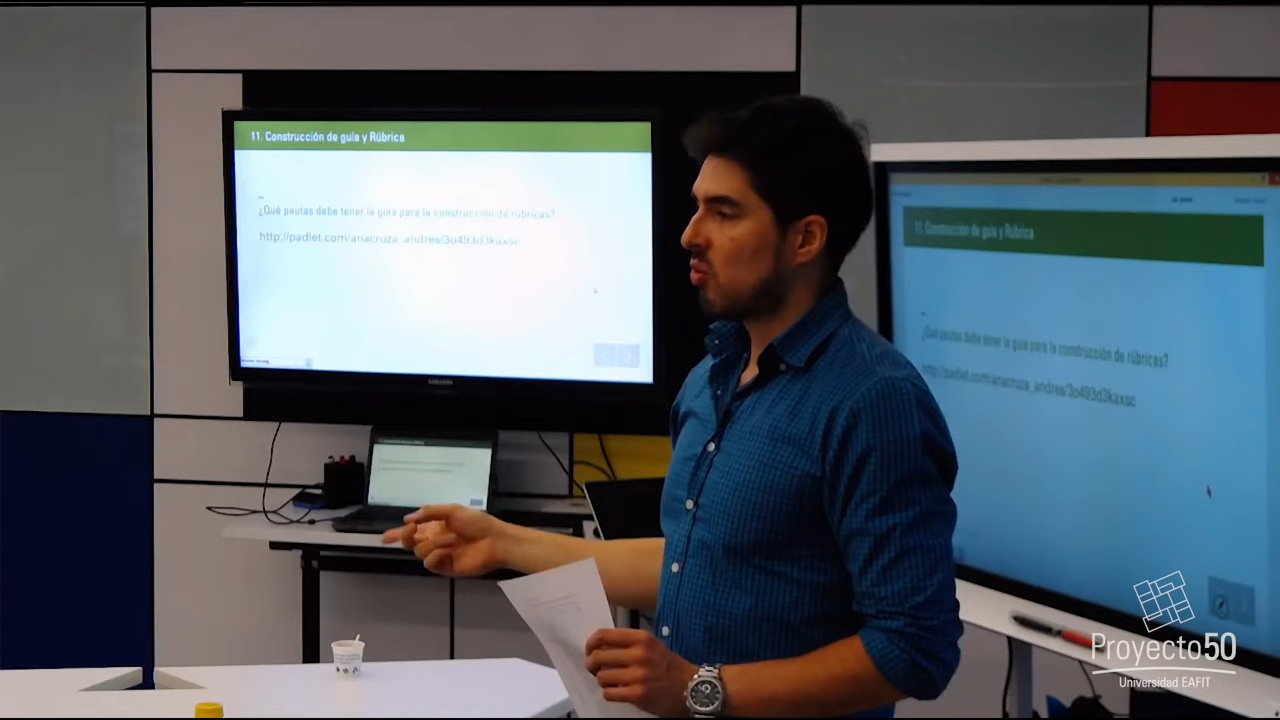 11. Construcción de guía y Rúbrica
¿Qué pautas debe tener la guía para la construcción de rúbricas?
http://padlet.com/anacruza_andres/3o493d3kaxsc
SAMSUNG
11. Construcción de guía y Rúbrica
¿Qué pautas debe tener la guía para la construcción de rúbricas?
http://padlet.com/anacruza_andres/3o493d3kaxsc
Proyecto50
Universidad EAFIT